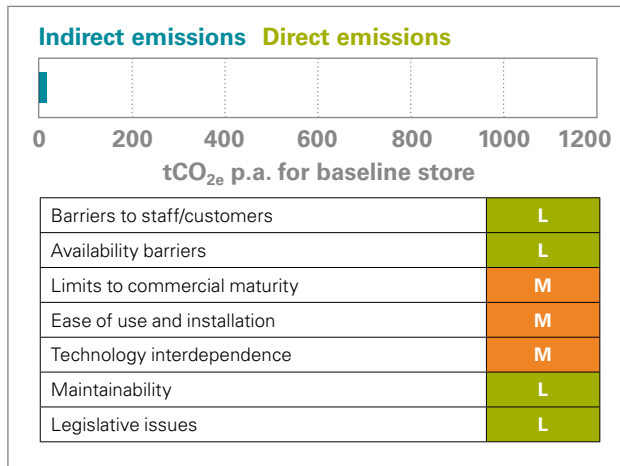 Indirect emissions Direct emissions
0 200 400 600 800 1000 1200
tCO2e p.a. for baseline store
Barriers to staff/customers L
Availability barriers L
Limits to commercial maturity M
Ease of use and installation M
Technology interdependence M
Maintainability L
Legislative issues L